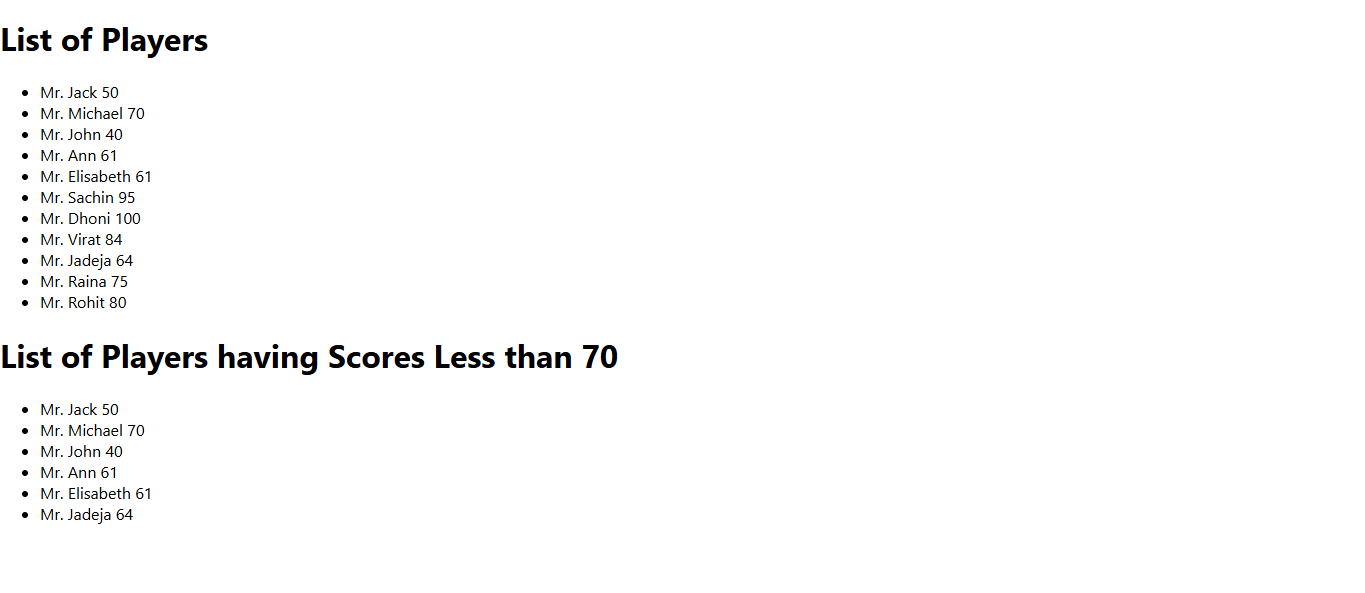 List of Players
Mr. Jack 50
Mr. Michael 70
Mr. John 40
Mr. Ann 61
Mr. Elisabeth 61
Mr. Sachin 95
Mr. Dhoni 100
Mr. Virat 84
Mr. Jadeja 64
Mr. Raina 75
Mr. Rohit 80
List of Players having Scores Less than 70
Mr. Jack 50
Mr. Michael 70
Mr. John 40
Mr. Ann 61
Mr. Elisabeth 61
Mr. Jadeja 64